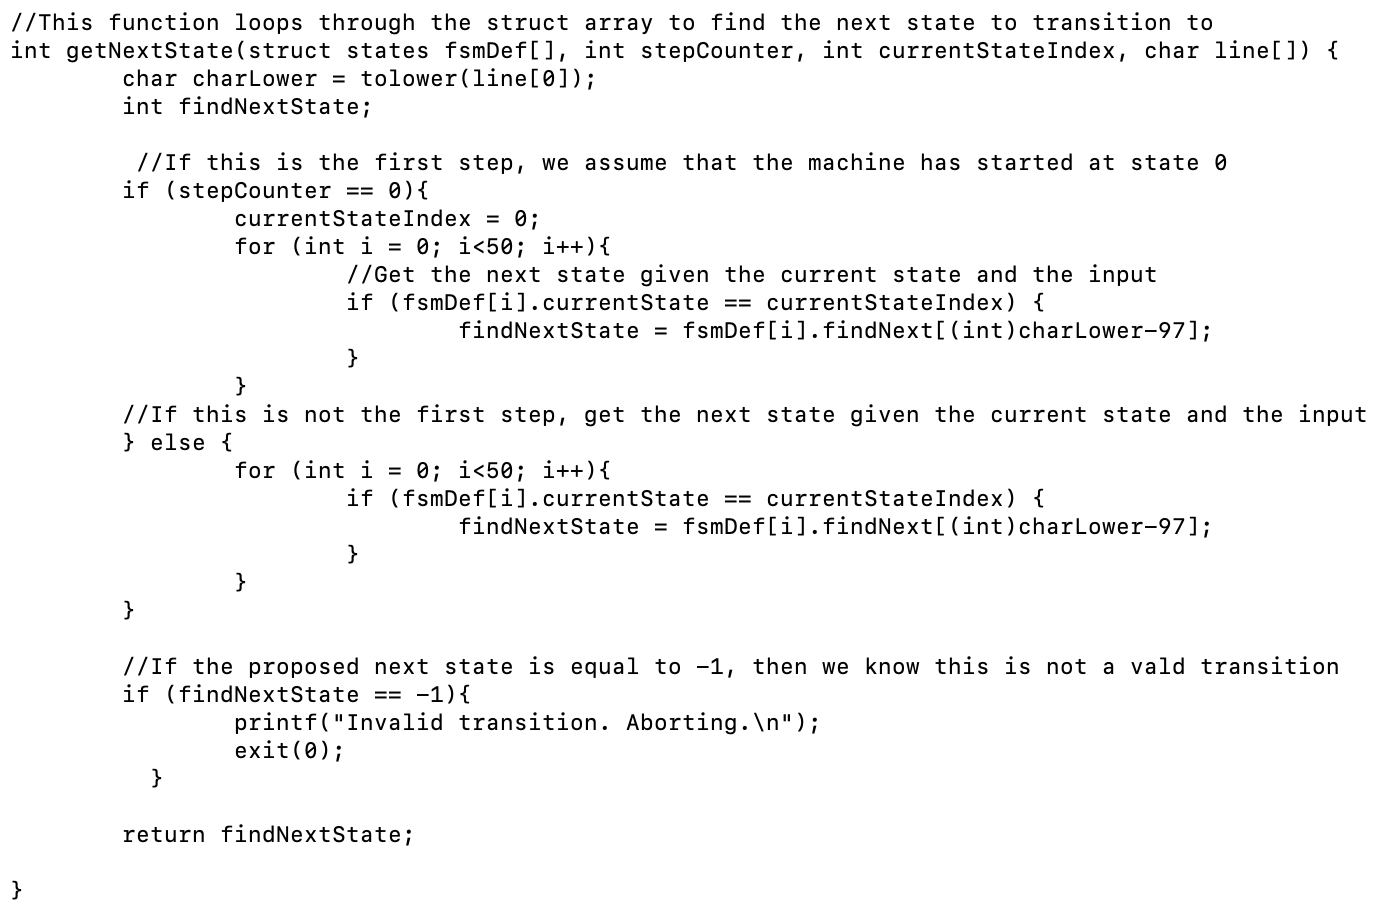 //This function loops through the struct array to find the next state to transition to
int getNextState(struct states fsmDef[], int stepCounter, int currentStateIndex, char line[]) {
        char charLower = tolower(line[0]);
        int findNextState;

         //If this is the first step, we assume that the machine has started at state 0
        if (stepCounter == 0){
                currentStateIndex = 0;
                for (int i = 0; i<50; i++){
                        //Get the next state given the current state and the input
                        if (fsmDef[i].currentState == currentStateIndex) {
                                findNextState = fsmDef[i].findNext[(int)charLower-97];
                        }
                }
        //If this is not the first step, get the next state given the current state and the input
        } else {
                for (int i = 0; i<50; i++){
                        if (fsmDef[i].currentState == currentStateIndex) {
                                findNextState = fsmDef[i].findNext[(int)charLower-97];
                        }
                }
        }

        //If the proposed next state is equal to -1, then we know this is not a vald transition
        if (findNextState == -1){
                printf("Invalid transition. Aborting.\n");
                exit(0);
          }

        return findNextState;

}